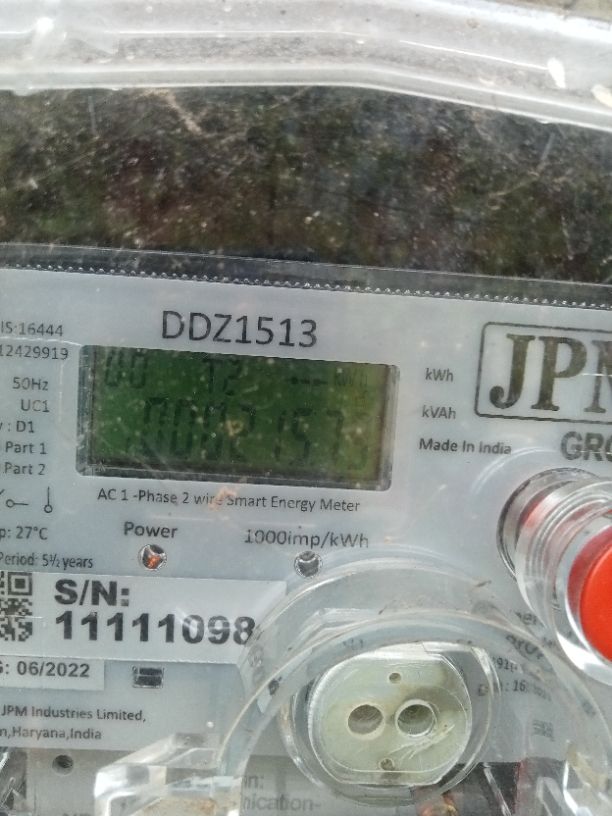 IS:16444
DDZ1513
12429919
JPM
50Hz
kWh
UC1
kVAh
: D1
Part 1
Made In India
Part 2
AC 1 -Phase 2 wire Smart Energy Meter
: 27°C
Power
1000imp/kWh
Period: 5½ years
S/N:
11111098
: 06/2022
JPM Industries Limited,
,Haryana,India